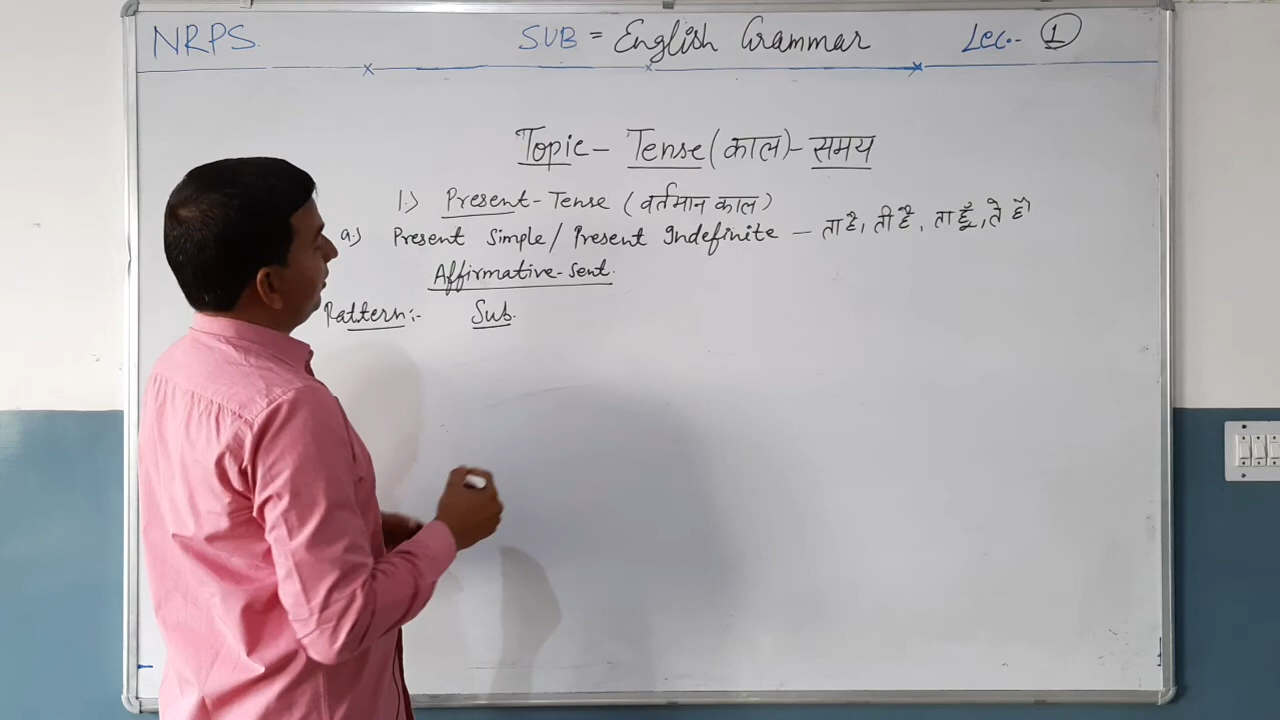 NRPS. SUB = English Grammar Lec.- 1
Topic - Tense (काल) - समय
1.) Present - Tense (वर्तमान काल)
a.) Present Simple / Present Indefinite - ता है, ती है, ता हूँ, ते हो
Affirmative - Sent.
Pattern:- Sub.